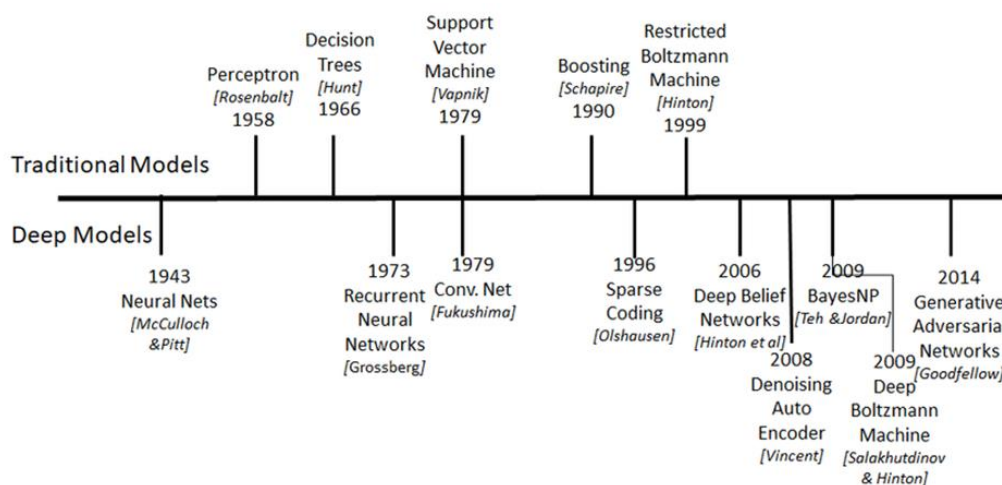 Perceptron
[Rosenbalt]
1958
Decision
Trees
[Hunt]
1966
Support
Vector
Machine
[Vapnik]
1979
Boosting
[Schapire]
1990
Restricted
Boltzmann
Machine
[Hinton]
1999
Traditional Models
Deep Models
1943
Neural Nets
[McCulloch
&Pitt]
1973
Recurrent
Neural
Networks
[Grossberg]
1979
Conv. Net
[Fukushima]
1996
Sparse
Coding
[Olshausen]
2006
Deep Belief
Networks
[Hinton et al]
2008
Denoising
Auto
Encoder
[Vincent]
2009
BayesNP
[Teh &Jordan]
2009
Deep
Boltzmann
Machine
[Salakhutdinov
& Hinton]
2014
Generative
Adversaria
Networks
[Goodfellow]